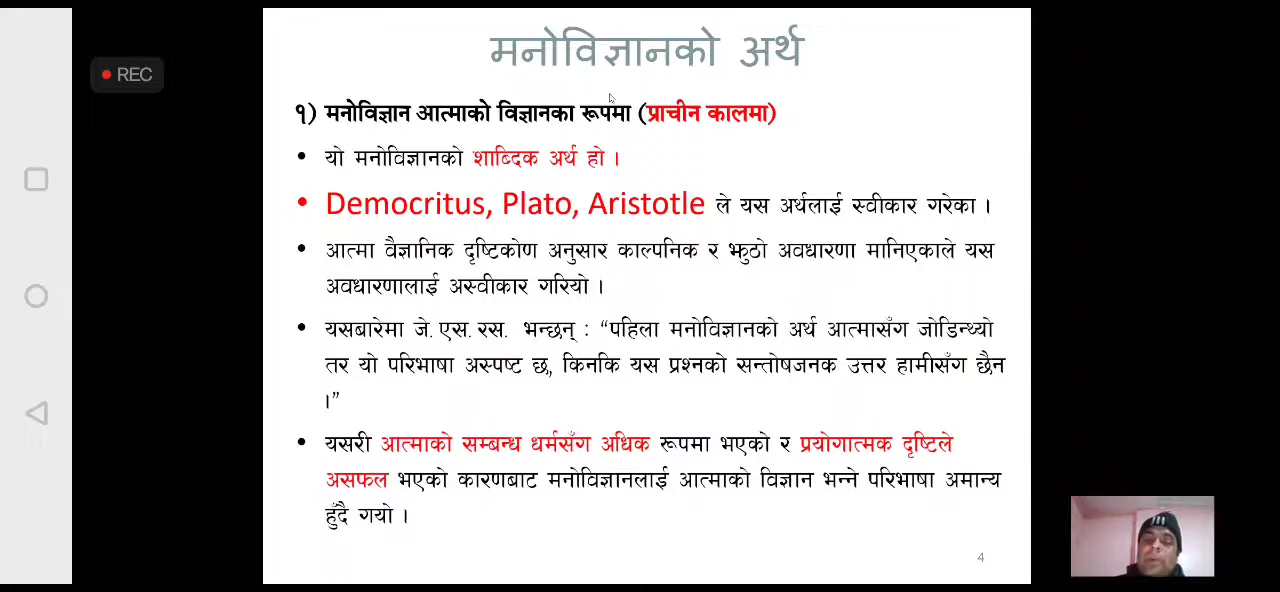 REC
मनोविज्ञानको अर्थ
१) मनोविज्ञान आत्माको विज्ञानका रूपमा (प्राचीन कालमा)
• यो मनोविज्ञानको शाब्दिक अर्थ हो ।
• Democritus, Plato, Aristotle ले यस अर्थलाई स्वीकार गरेका ।
• आत्मा वैज्ञानिक दृष्टिकोण अनुसार काल्पनिक र झुठो अवधारणा मानिएकाले यस
अवधारणालाई अस्वीकार गरियो ।
• यसबारेमा जे.एस.रस. भन्छन् : “पहिला मनोविज्ञानको अर्थ आत्मासँग जोडिन्थ्यो
तर यो परिभाषा अस्पष्ट छ, किनकि यस प्रश्नको सन्तोषजनक उत्तर हामीसँग छैन
।”
• यसरी आत्माको सम्बन्ध धर्मसँग अधिक रूपमा भएको र प्रयोगात्मक दृष्टिले
असफल भएको कारणबाट मनोविज्ञानलाई आत्माको विज्ञान भन्ने परिभाषा अमान्य
हुँदै गयो ।
4